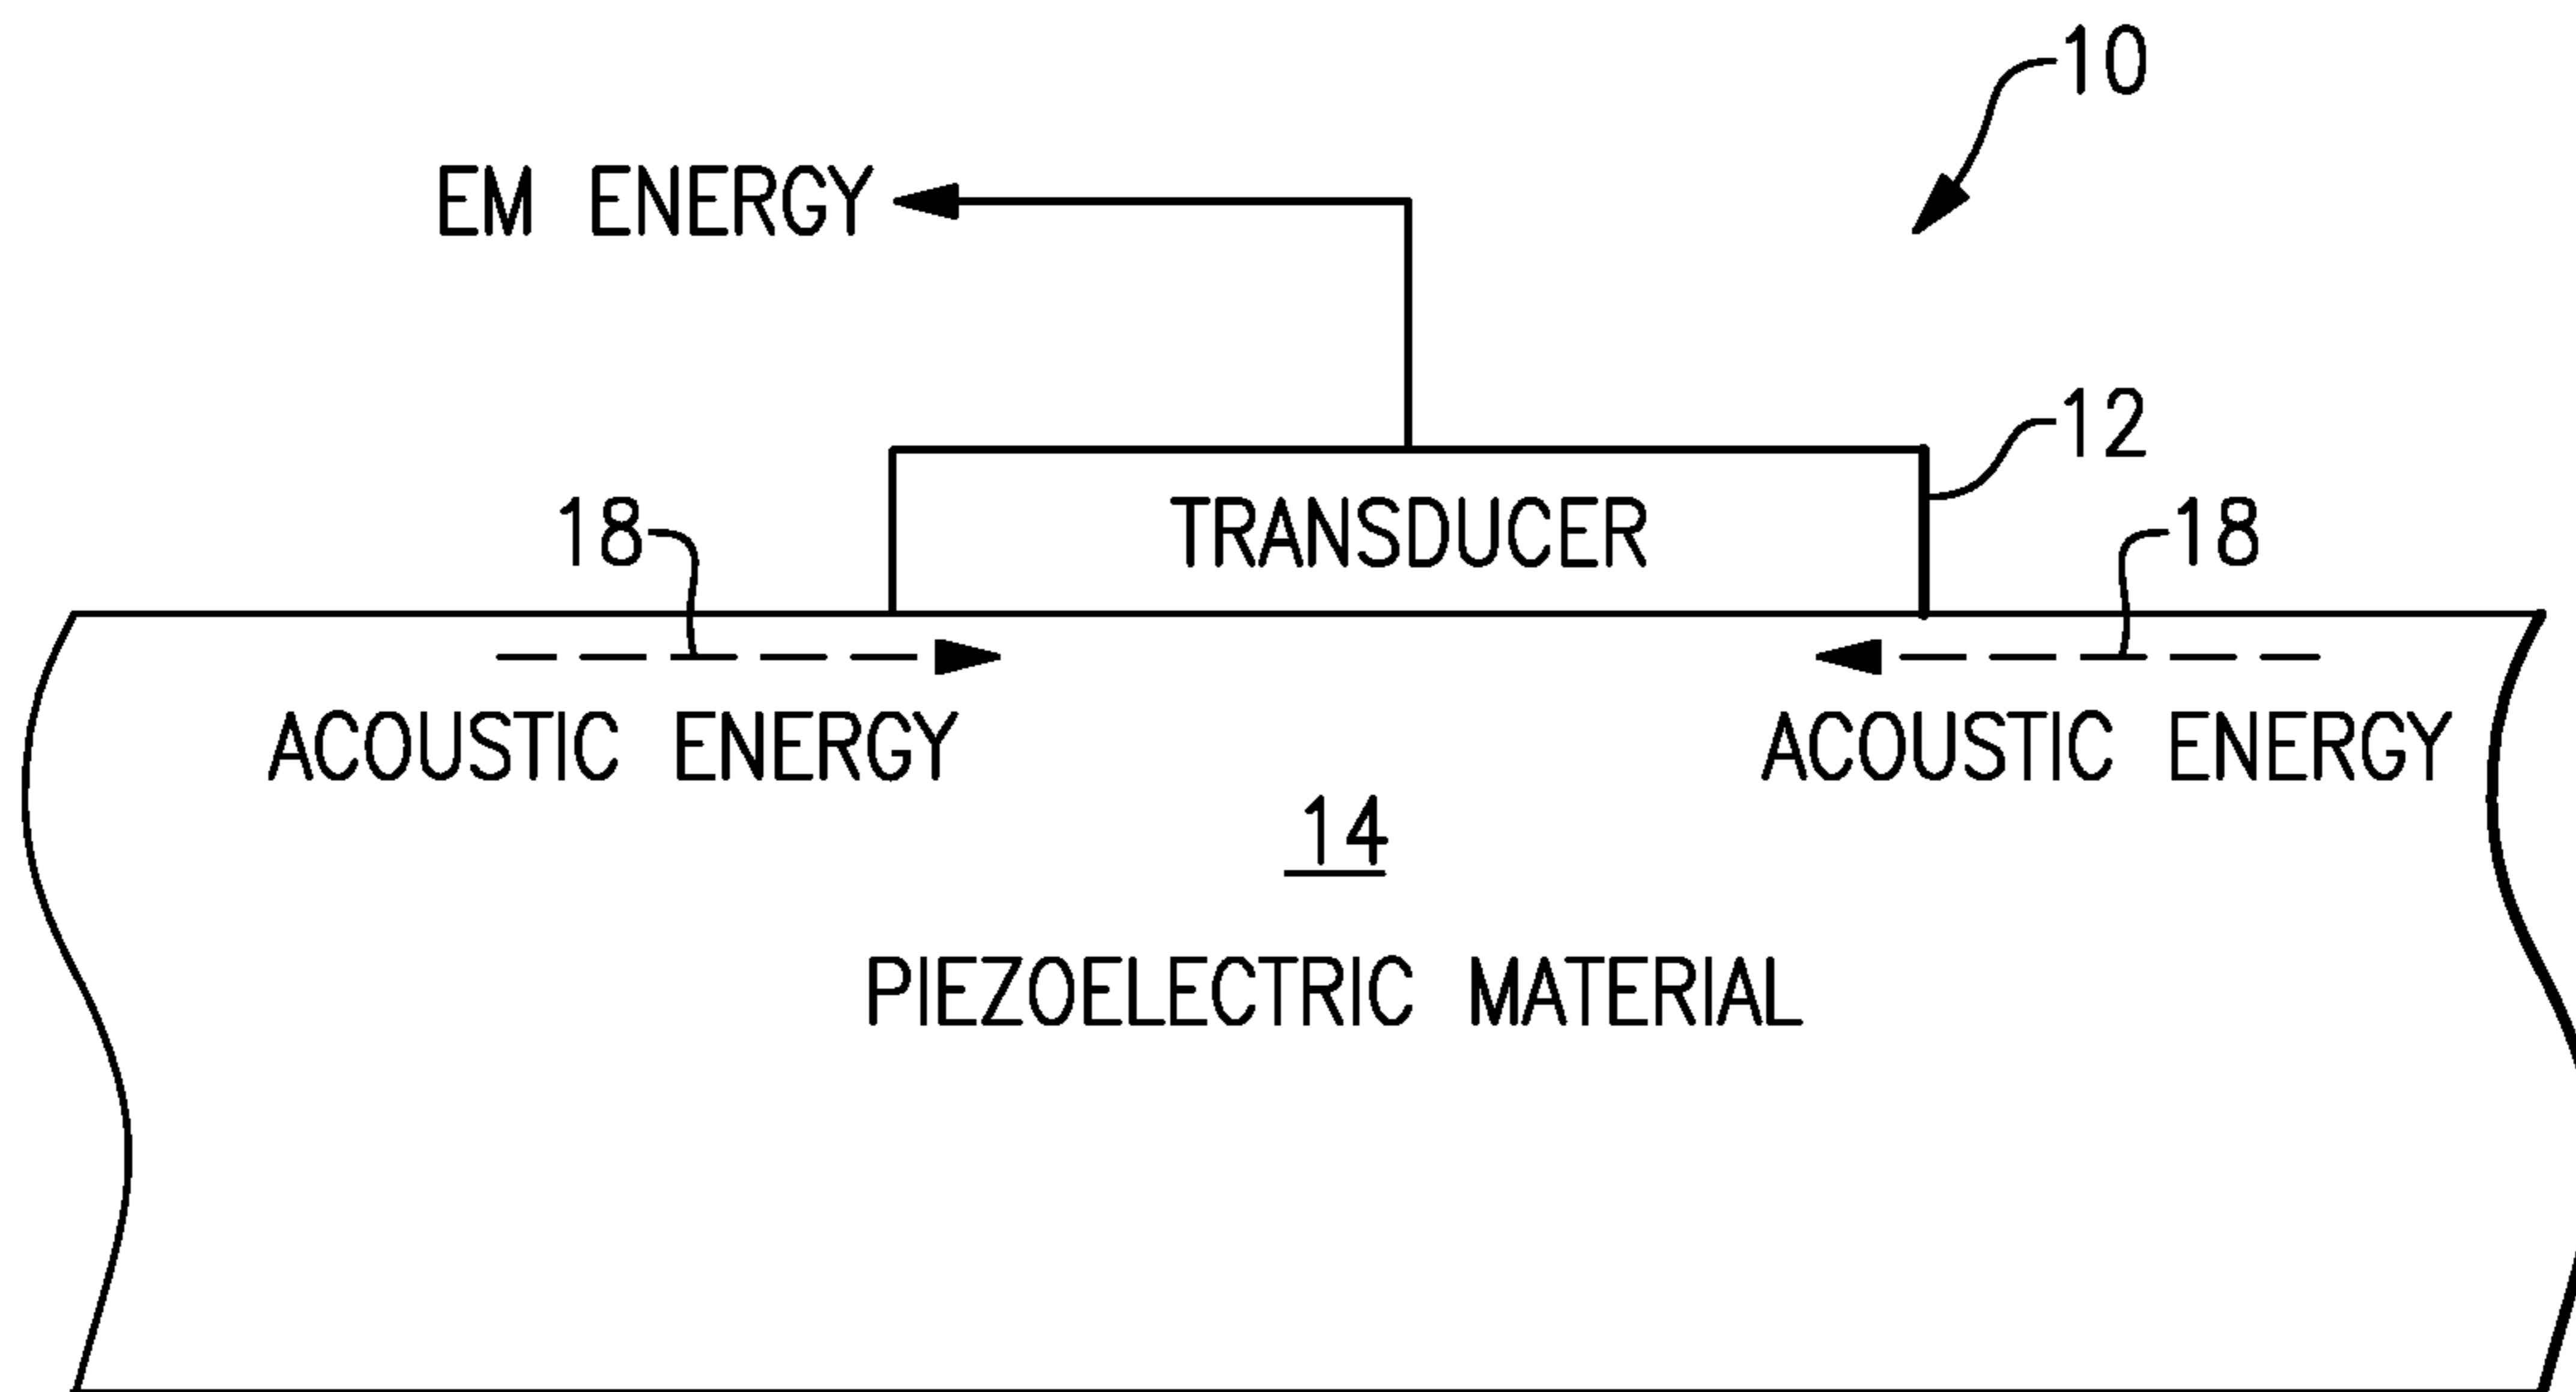 10
EM ENERGY
12
18
TRANSDUCER
18
ACOUSTIC ENERGY
ACOUSTIC ENERGY
14
PIEZOELECTRIC MATERIAL